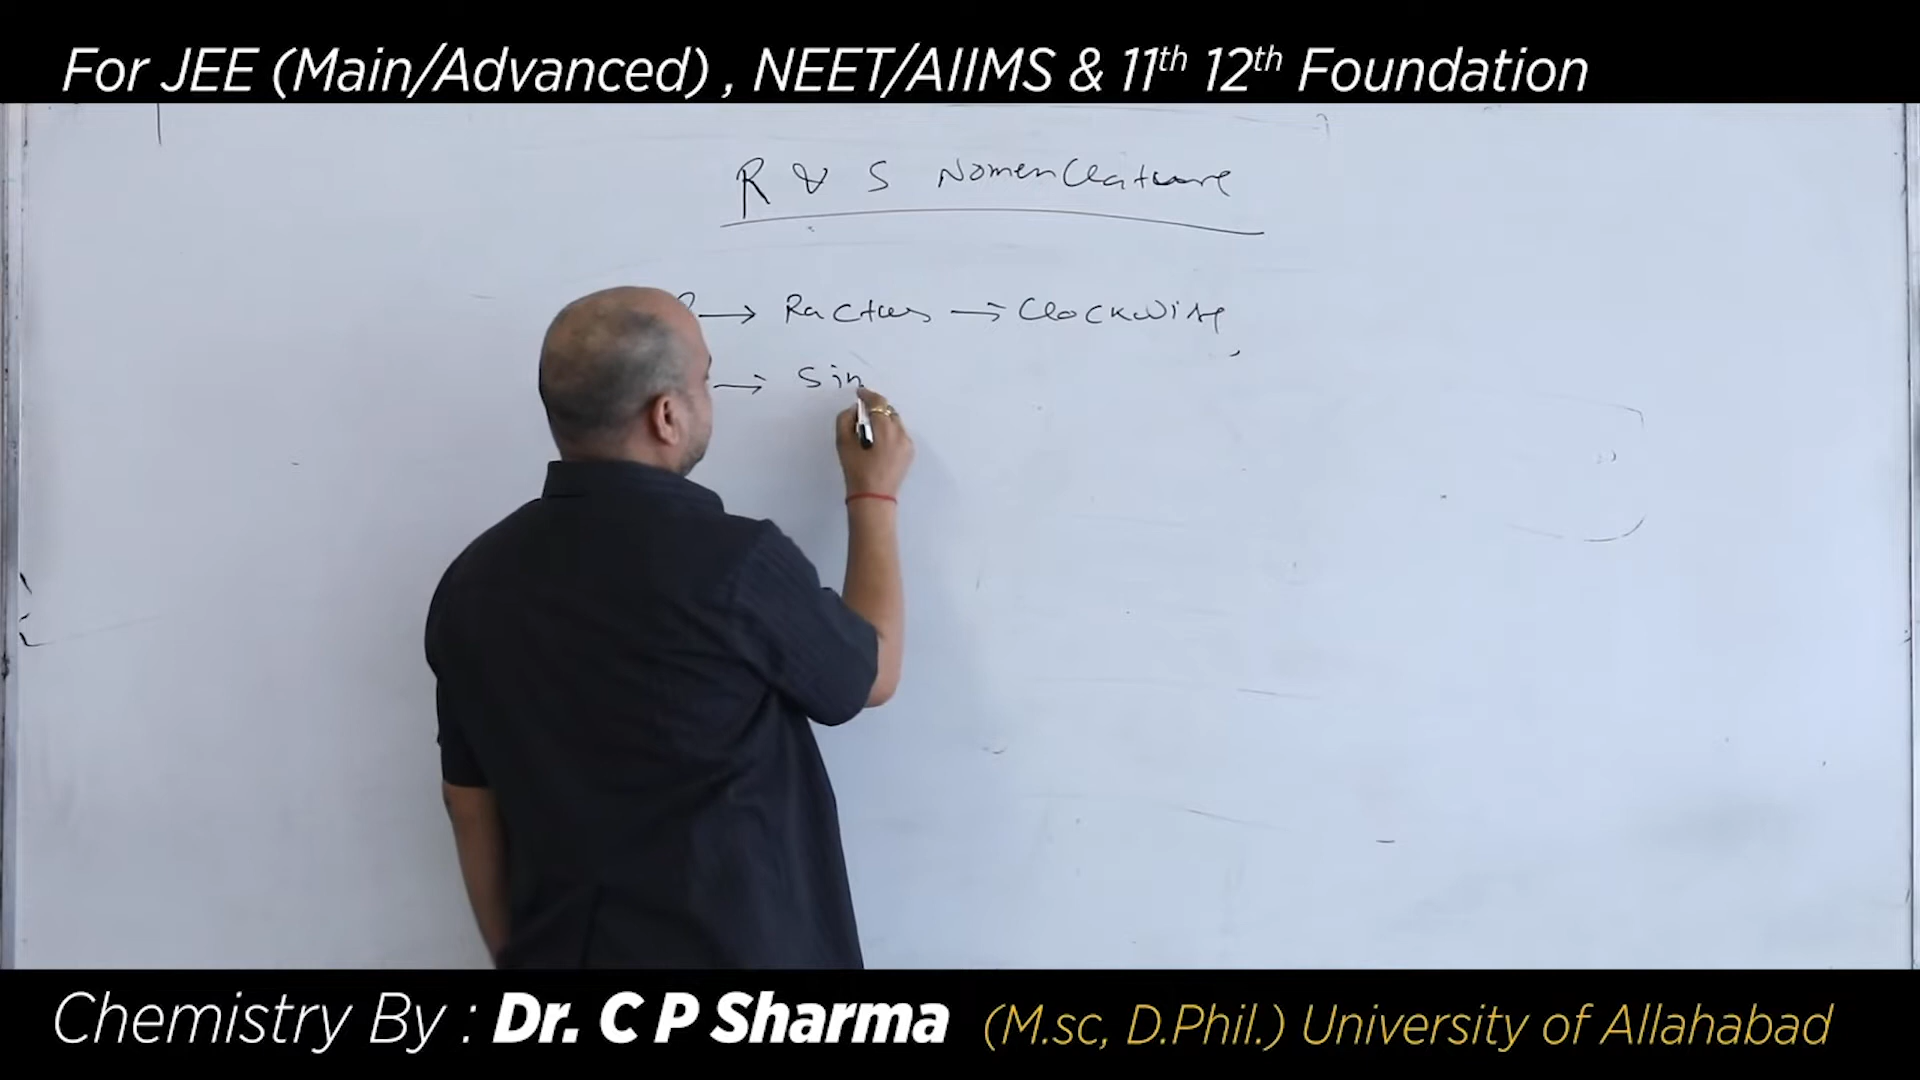 For JEE (Main/Advanced) , NEET/AIIMS & 11th 12th Foundation
R & S Nomenclature
R → Ractus → Clockwise
→ Sin
Chemistry By : Dr. C P Sharma (M.sc, D.Phil.) University of Allahabad